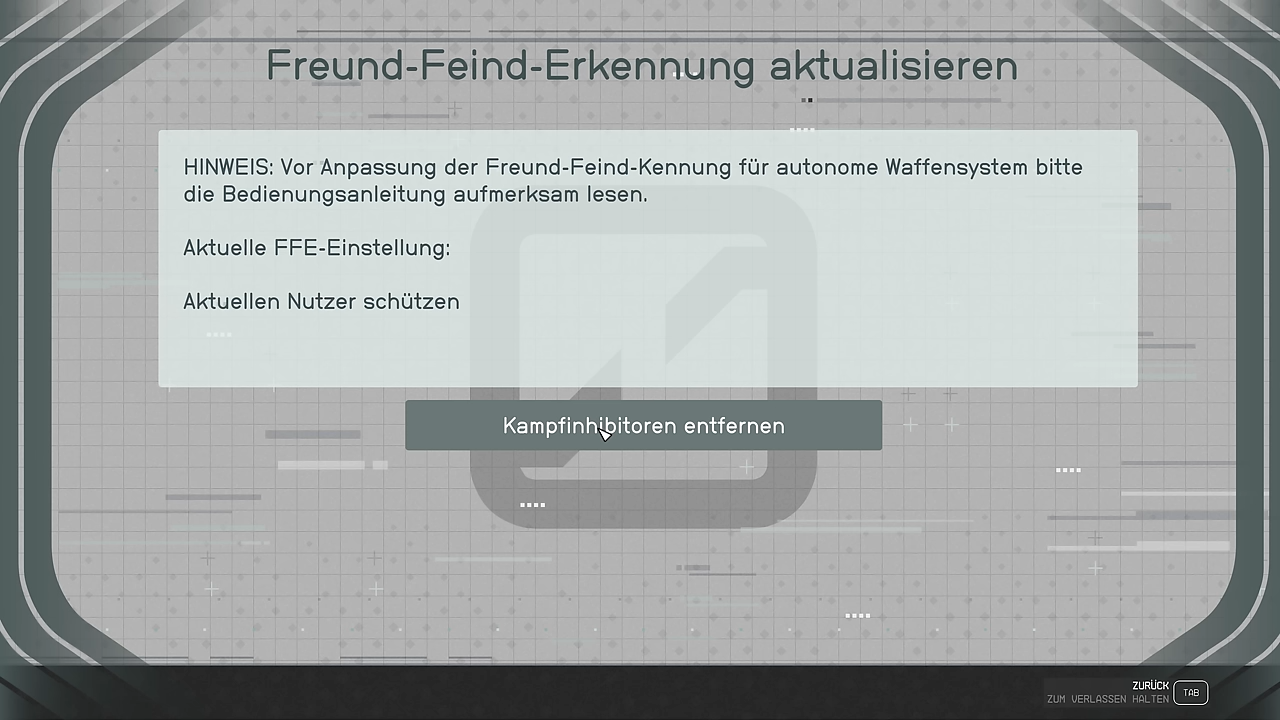 Freund-Feind-Erkennung aktualisieren
HINWEIS: Vor Anpassung der Freund-Feind-Kennung für autonome Waffensystem bitte
die Bedienungsanleitung aufmerksam lesen.
Aktuelle FFE-Einstellung:
Aktuellen Nutzer schützen
Kampfinhibitoren entfernen
ZURÜCK
ZUM VERLASSEN HALTEN
TAB